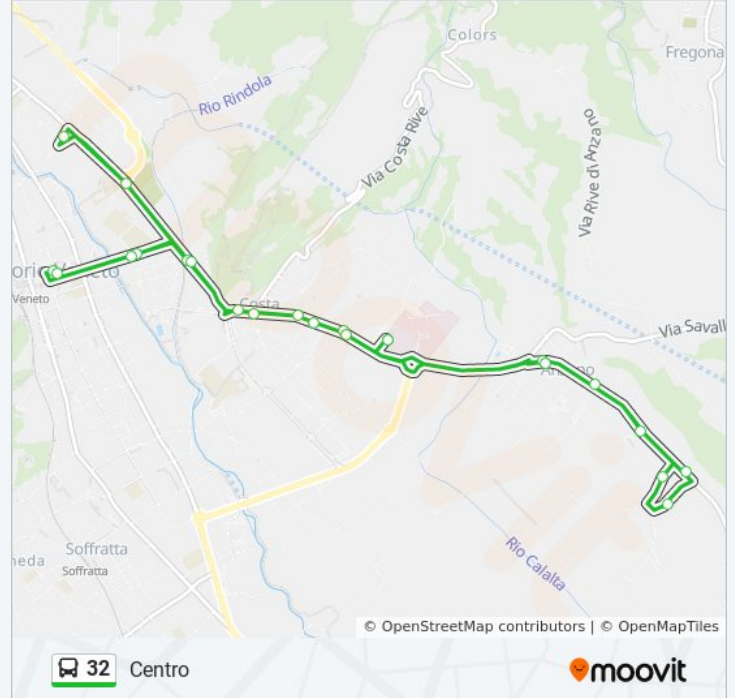 Colors
Fregona
Rio Rindola
Via Costa Rive
Via Rive di Anzano
Veneto
Costa
Via Savall
Soffratta
Soffratta
Rio Calalta
© OpenStreetMap contributors | © OpenMapTiles
32 Centro
moovit